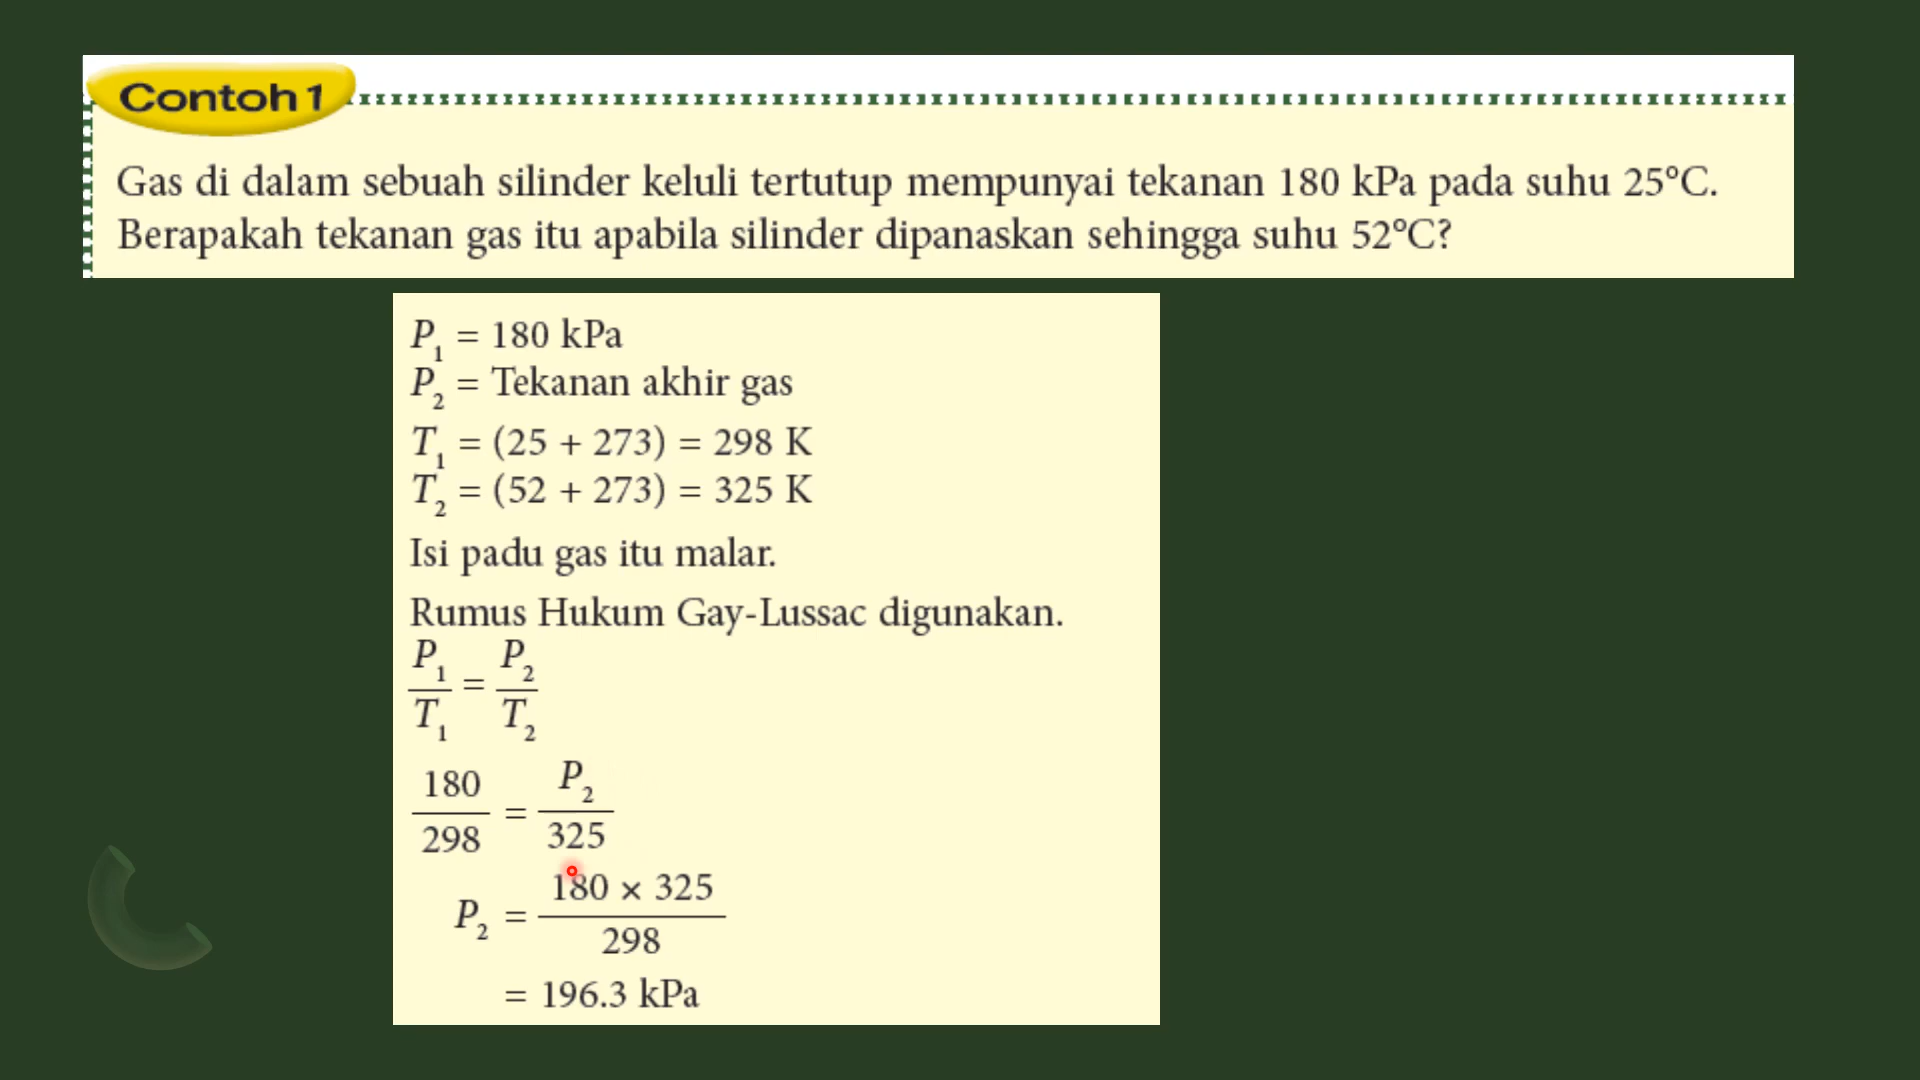 Contoh 1
Gas di dalam sebuah silinder keluli tertutup mempunyai tekanan 180 kPa pada suhu 25°C.
Berapakah tekanan gas itu apabila silinder dipanaskan sehingga suhu 52°C?
P₁ = 180 kPa
P₂ = Tekanan akhir gas
T₁ = (25 + 273) = 298 K
T₂ = (52 + 273) = 325 K
Isi padu gas itu malar.
Rumus Hukum Gay-Lussac digunakan.
P₁/T₁ = P₂/T₂
180/298 = P₂/325
P₂ = 180 × 325/298
= 196.3 kPa